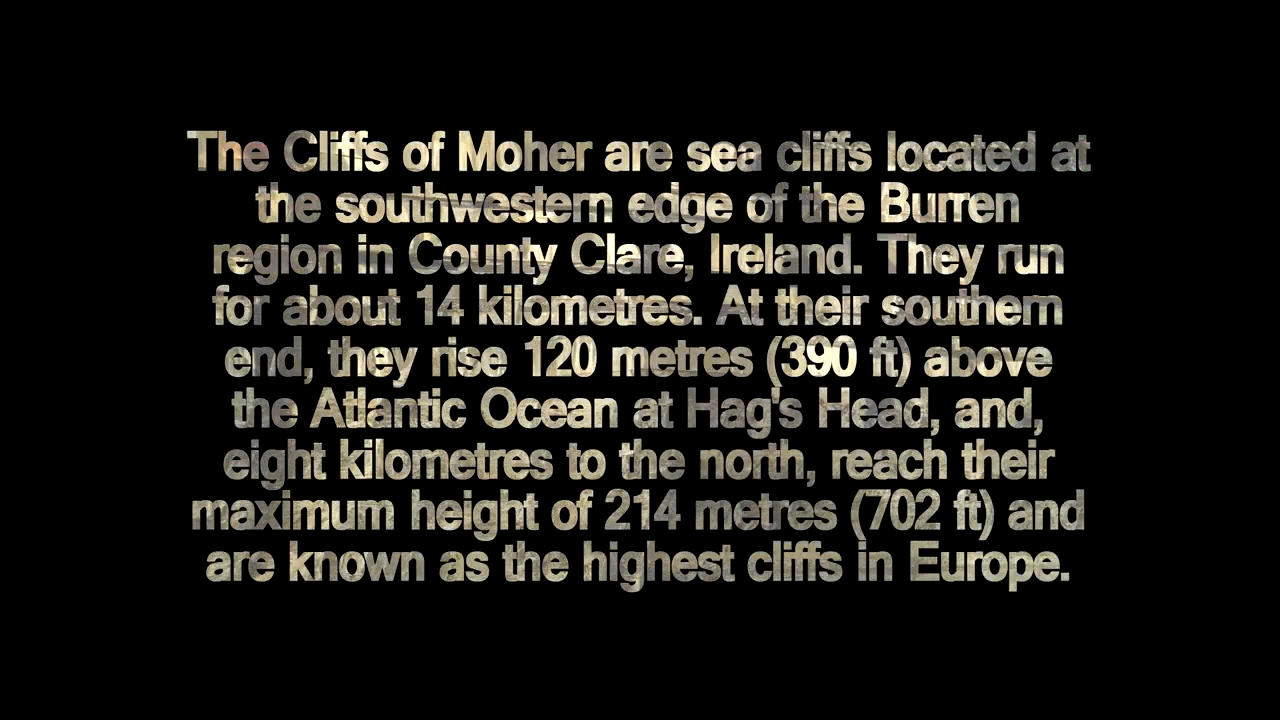 The Cliffs of Moher are sea cliffs located at
the southwestern edge of the Burren
region in County Clare, Ireland. They run
for about 14 kilometres. At their southern
end, they rise 120 metres (390 ft) above
the Atlantic Ocean at Hag's Head, and,
eight kilometres to the north, reach their
maximum height of 214 metres (702 ft) and
are known as the highest cliffs in Europe.